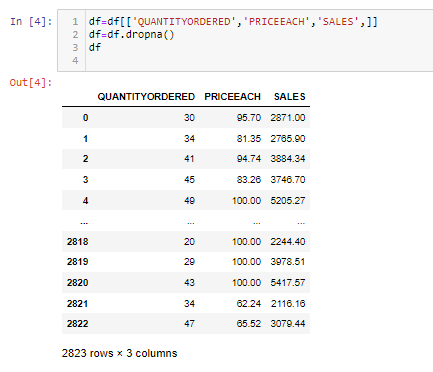 In [4]:
1 df=df[['QUANTITYORDERED','PRICEEACH','SALES',]]
2 df=df.dropna()
3 df
4
Out[4]:
QUANTITYORDERED PRICEEACH SALES
0 30 95.70 2871.00
1 34 81.35 2765.90
2 41 94.74 3884.34
3 45 83.26 3746.70
4 49 100.00 5205.27
... ... ... ...
2818 20 100.00 2244.40
2819 29 100.00 3978.51
2820 43 100.00 5417.57
2821 34 62.24 2116.16
2822 47 65.52 3079.44
2823 rows × 3 columns